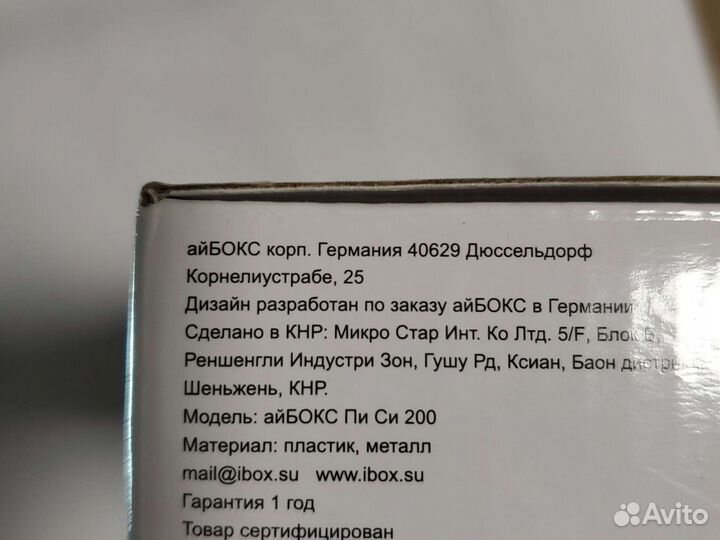 айБОКС корп. Германия 40629 Дюссельдорф
Корнелиустрабе, 25
Дизайн разработан по заказу айБОКС в Германии
Сделано в КНР: Микро Стар Инт. Ко Лтд. 5/F, Блок Б,
Реншенгли Индустри Зон, Гушу Рд, Ксиан, Баон
Шеньжень, КНР.
Модель: айБОКС Пи Си 200
Материал: пластик, металл
mail@ibox.su www.ibox.su
Гарантия 1 год
Товар сертифицирован
Avito